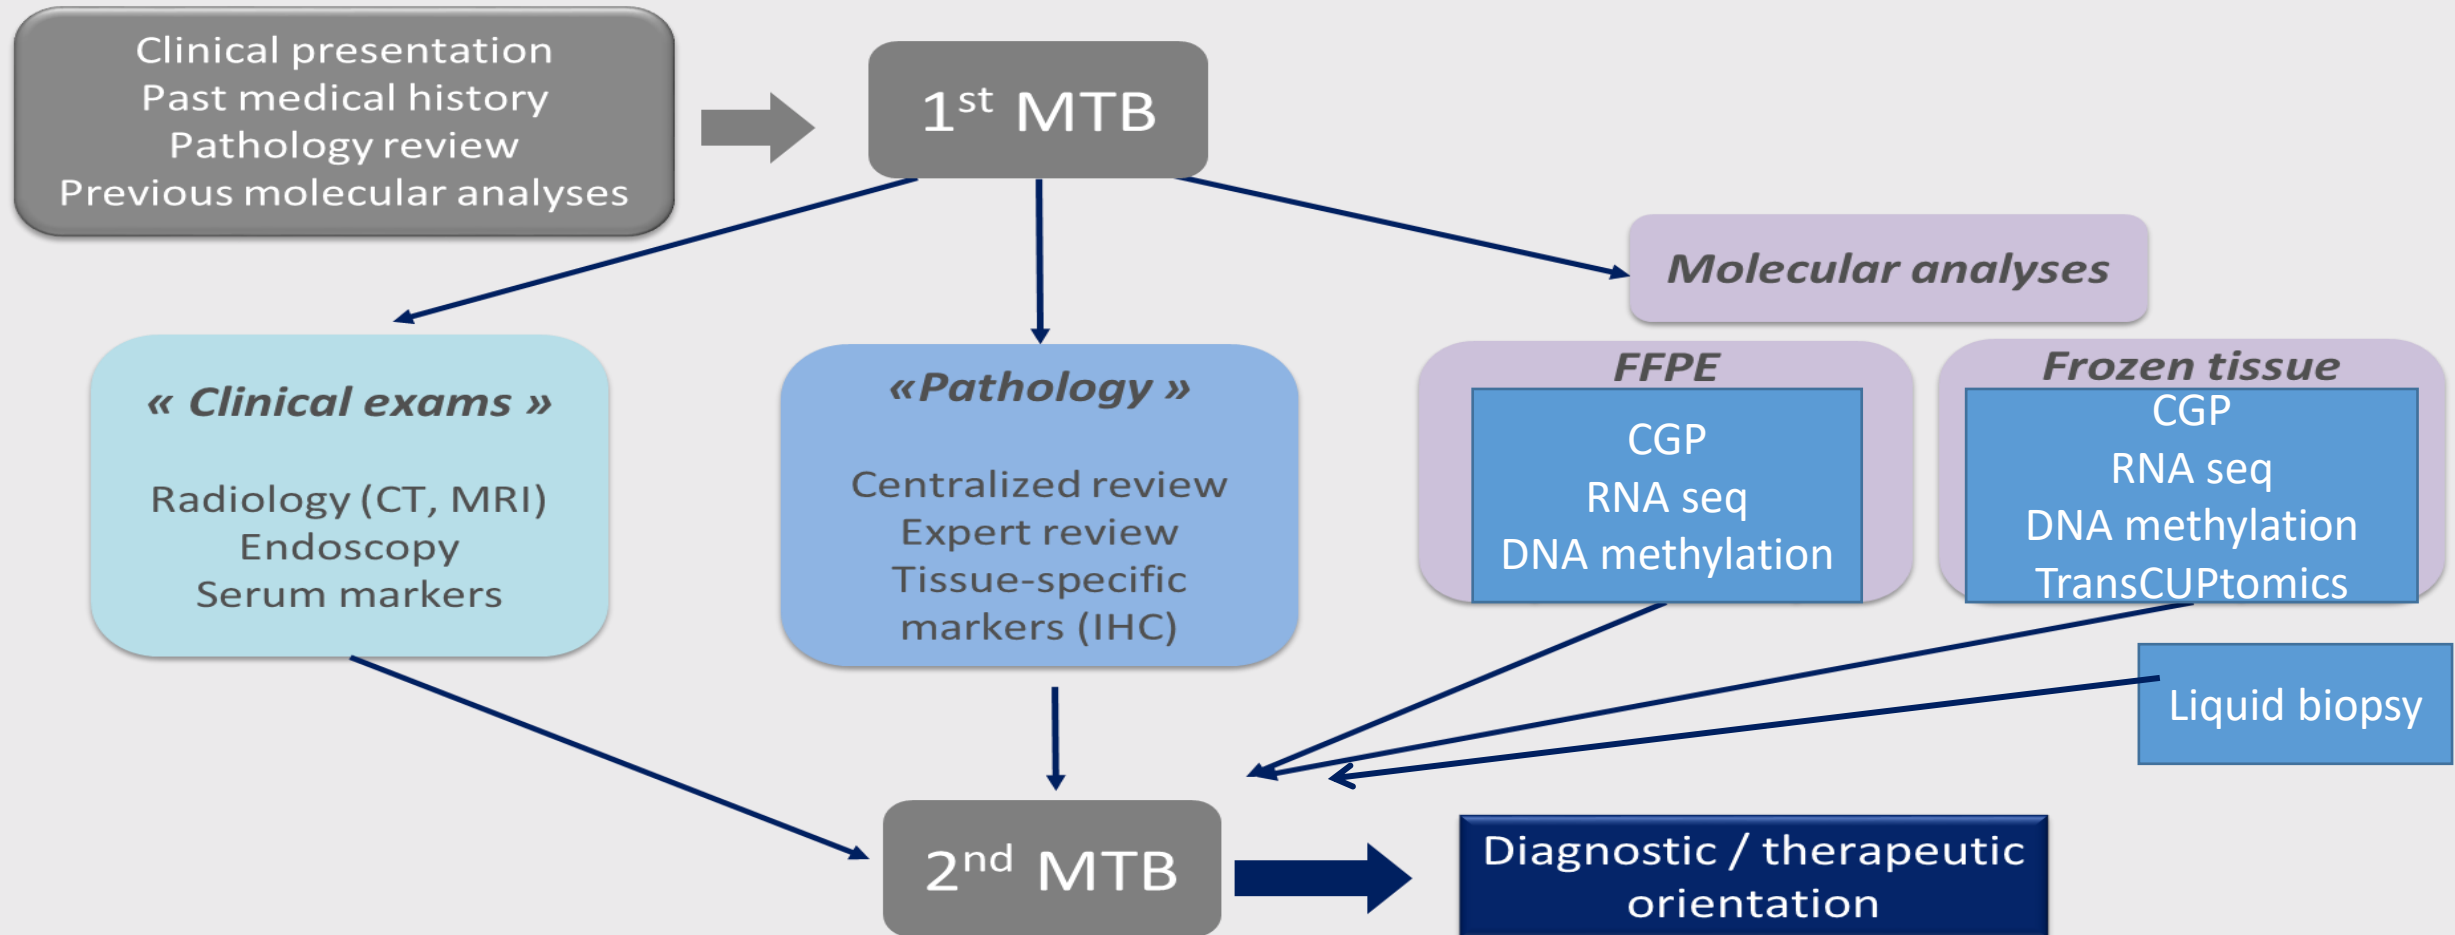 Clinical presentation
Past medical history
Pathology review
Previous molecular analyses
1st MTB
Molecular analyses
« Clinical exams »
Radiology (CT, MRI)
Endoscopy
Serum markers
«Pathology »
Centralized review
Expert review
Tissue-specific
markers (IHC)
FFPE
CGP
RNA seq
DNA methylation
Frozen tissue
CGP
RNA seq
DNA methylation
TransCUPtomics
Liquid biopsy
2nd MTB
Diagnostic / therapeutic
orientation